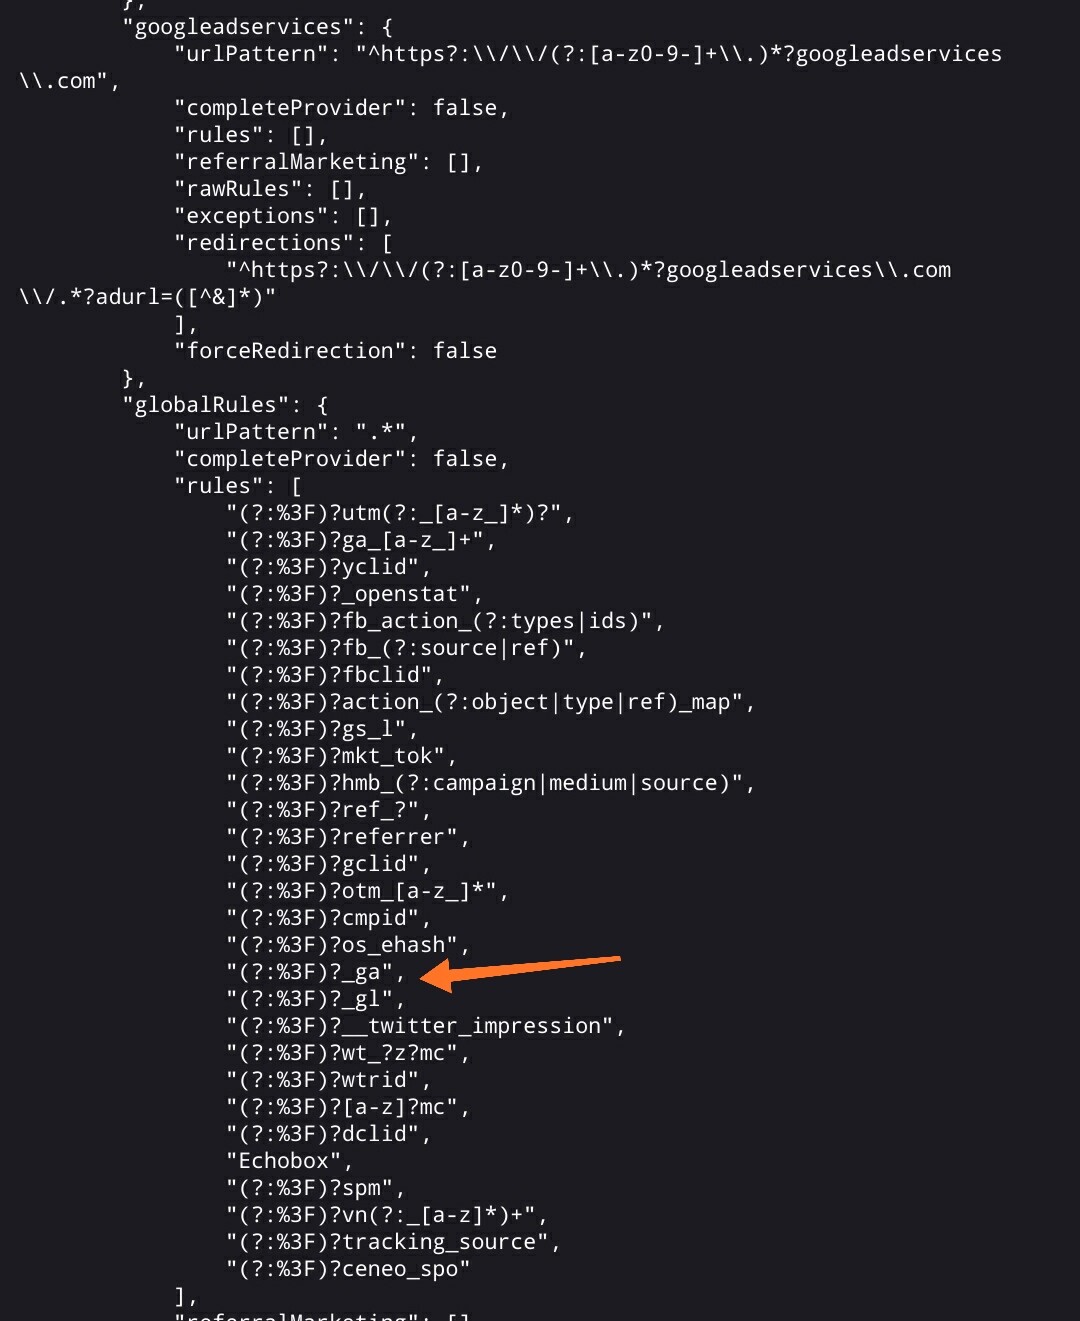 },
"googleadservices": {
"urlPattern": "^https?:\\/\\/(?:[a-z0-9-]+\\.)*?googleadservices
\\.com",
"completeProvider": false,
"rules": [],
"referralMarketing": [],
"rawRules": [],
"exceptions": [],
"redirections": [
"^https?:\\/\\/(?:[a-z0-9-]+\\.)*?googleadservices\\.com
\\/.*?adurl=([^&]*)"
],
"forceRedirection": false
},
"globalRules": {
"urlPattern": ".*",
"completeProvider": false,
"rules": [
"(?:%3F)?utm(?:_[a-z_]*)?",
"(?:%3F)?ga_[a-z_]+",
"(?:%3F)?yclid",
"(?:%3F)?_openstat",
"(?:%3F)?fb_action_(?:types|ids)",
"(?:%3F)?fb_(?:source|ref)",
"(?:%3F)?fbclid",
"(?:%3F)?action_(?:object|type|ref)_map",
"(?:%3F)?gs_l",
"(?:%3F)?mkt_tok",
"(?:%3F)?hmb_(?:campaign|medium|source)",
"(?:%3F)?ref_?",
"(?:%3F)?referrer",
"(?:%3F)?gclid",
"(?:%3F)?otm_[a-z_]*",
"(?:%3F)?cmpid",
"(?:%3F)?os_ehash",
"(?:%3F)?_ga",
"(?:%3F)?_gl",
"(?:%3F)?__twitter_impression",
"(?:%3F)?wt_?z?mc",
"(?:%3F)?wtrid",
"(?:%3F)?[a-z]?mc",
"(?:%3F)?dclid",
"Echobox",
"(?:%3F)?spm",
"(?:%3F)?vn(?:_[a-z]*)+",
"(?:%3F)?tracking_source",
"(?:%3F)?ceneo_spo"
],
"referralMarketing": []